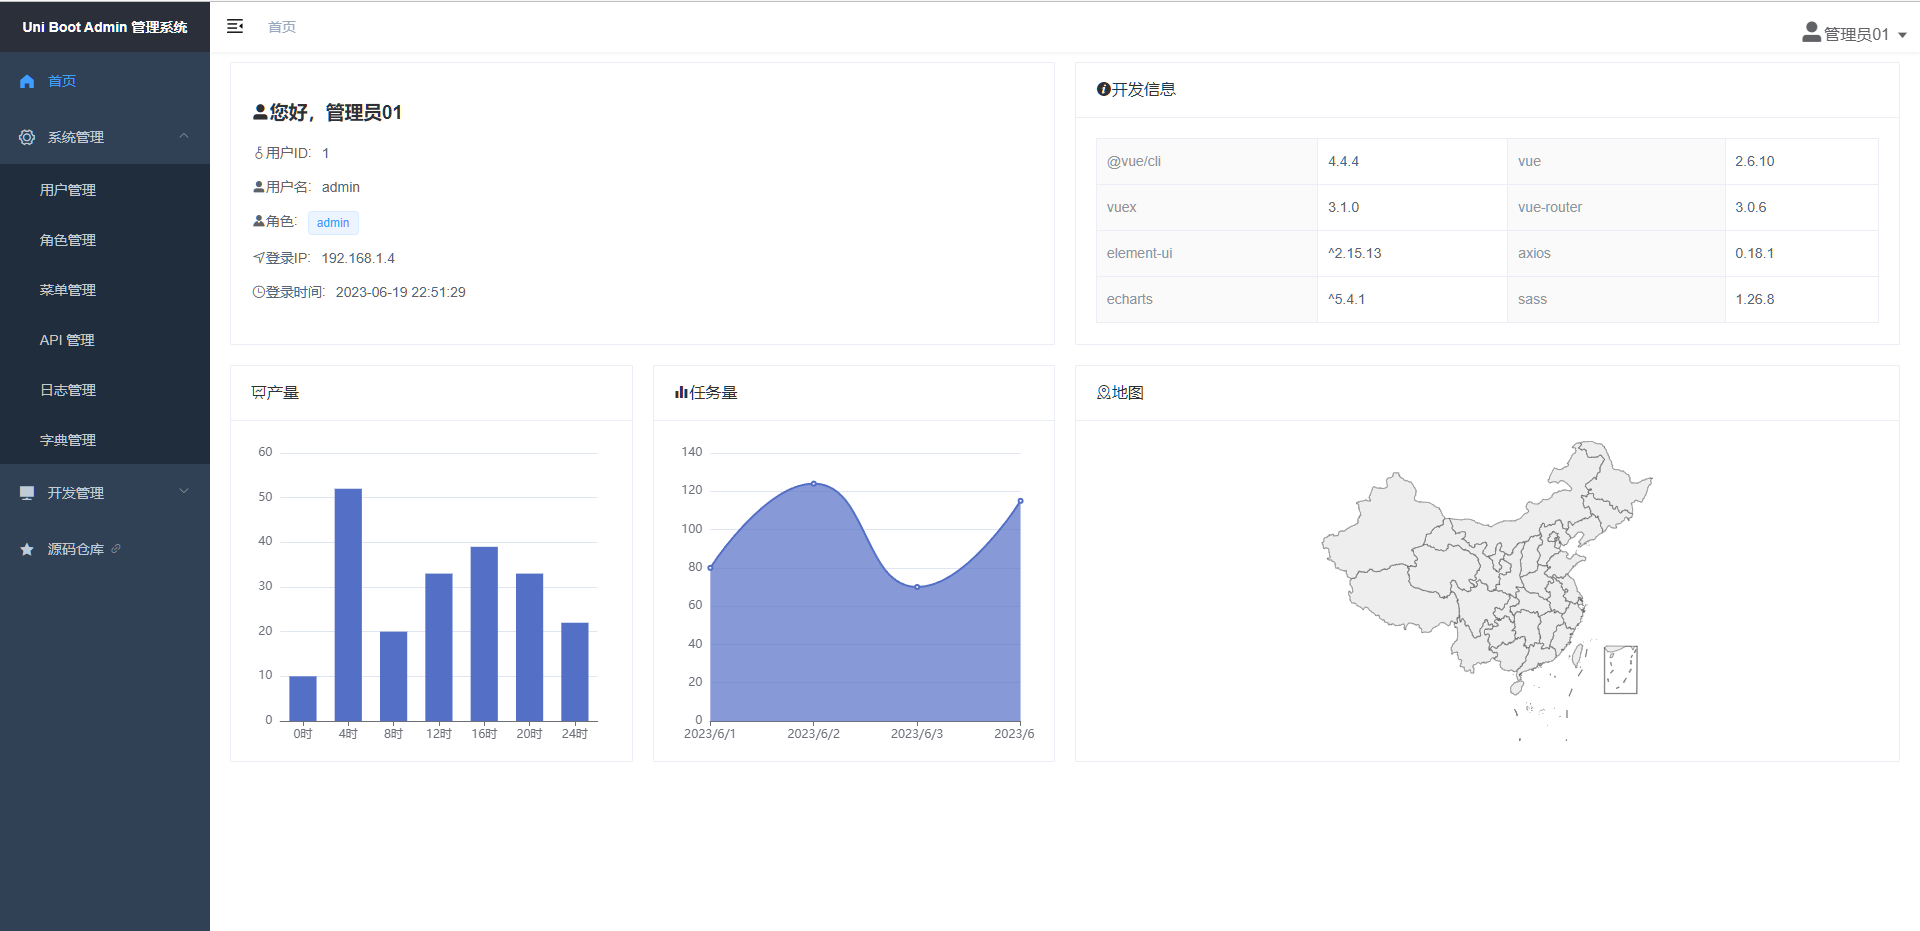 Uni Boot Admin 管理系统
首页
系统管理
用户管理
角色管理
菜单管理
API 管理
日志管理
字典管理
开发管理
源码仓库
首页
管理员01
您好，管理员01
用户ID: 1
用户名: admin
角色: admin
登录IP: 192.168.1.4
登录时间: 2023-06-19 22:51:29
开发信息
@vue/cli 4.4.4 vue 2.6.10
vuex 3.1.0 vue-router 3.0.6
element-ui ^2.15.13 axios 0.18.1
echarts ^5.4.1 sass 1.26.8
产量
60
50
40
30
20
10
0
0时 4时 8时 12时 16时 20时 24时
任务量
140
120
100
80
60
40
20
0
2023/6/1 2023/6/2 2023/6/3 2023/6
地图